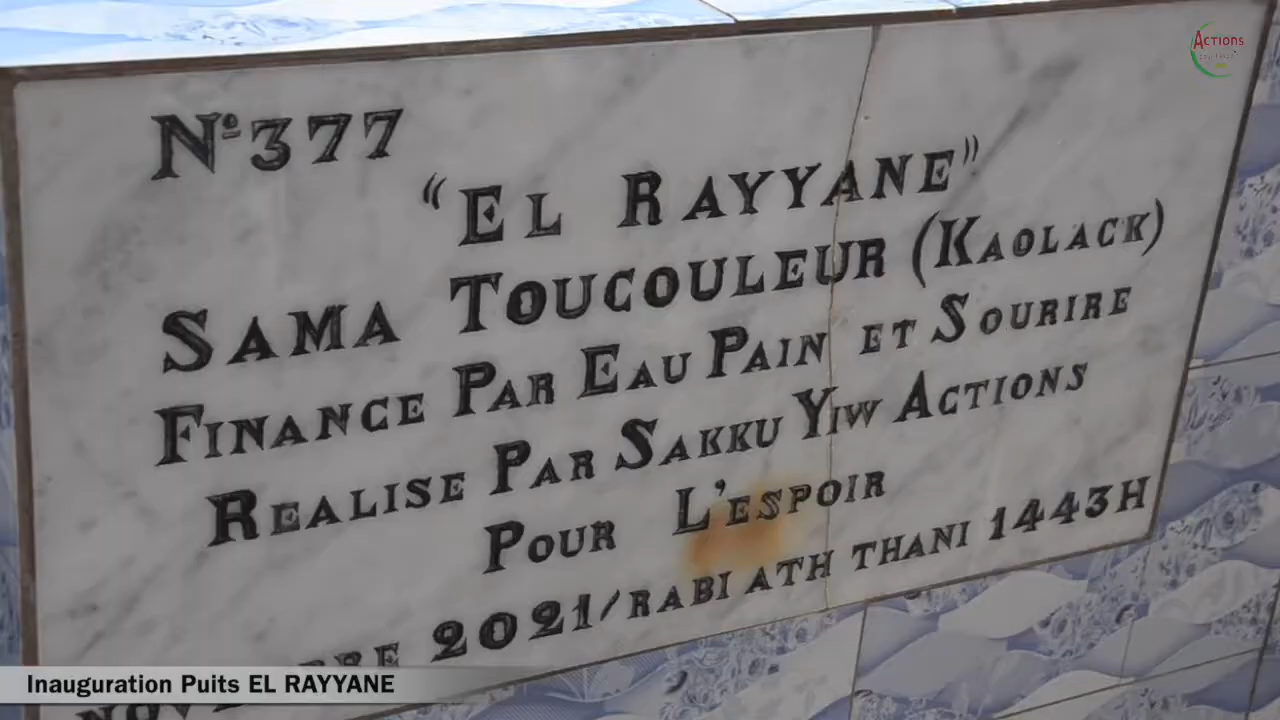 ACTIONS
N°377
"EL RAYYANE"
SAMA TOUCOULEUR (KAOLACK)
FINANCE PAR EAU PAIN ET SOURIRE
REALISE PAR SAKKU YIW ACTIONS
POUR L'ESPOIR
2021/RABI ATH THANI 1443H
Inauguration Puits EL RAYYANE